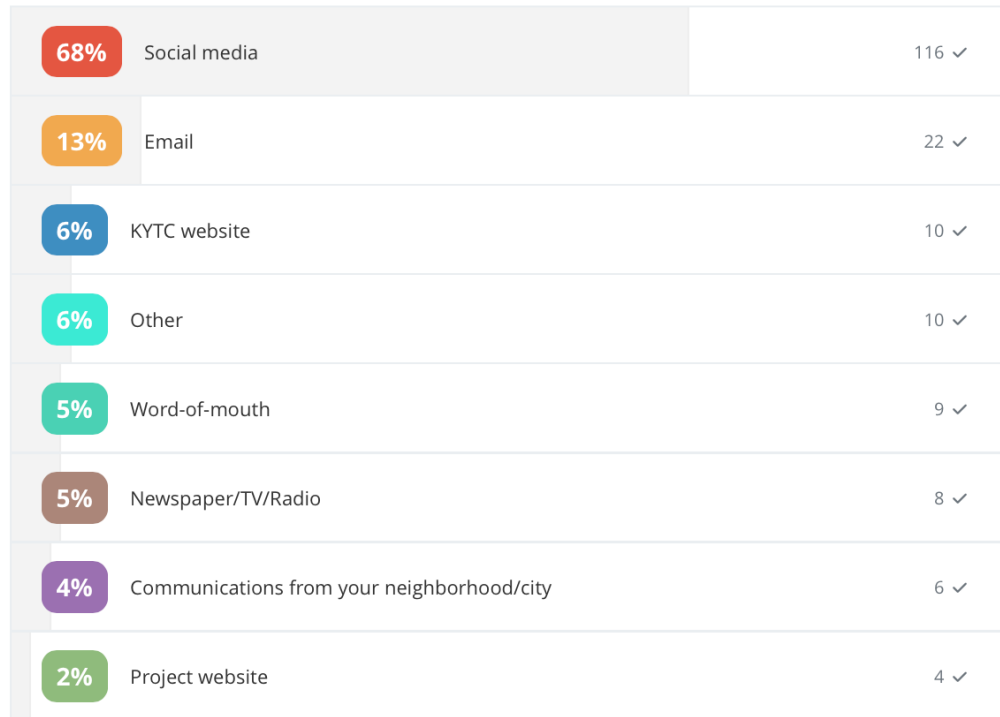 68% Social media 116 ✓
13% Email 22 ✓
6% KYTC website 10 ✓
6% Other 10 ✓
5% Word-of-mouth 9 ✓
5% Newspaper/TV/Radio 8 ✓
4% Communications from your neighborhood/city 6 ✓
2% Project website 4 ✓